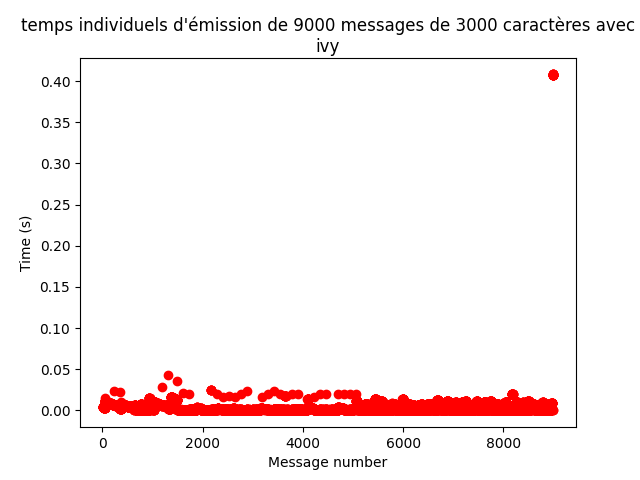 temps individuels d'émission de 9000 messages de 3000 caractères avec
ivy
0.40
0.35
0.30
0.25
0.20
0.15
0.10
0.05
0.00
Time (s)
0 2000 4000 6000 8000
Message number